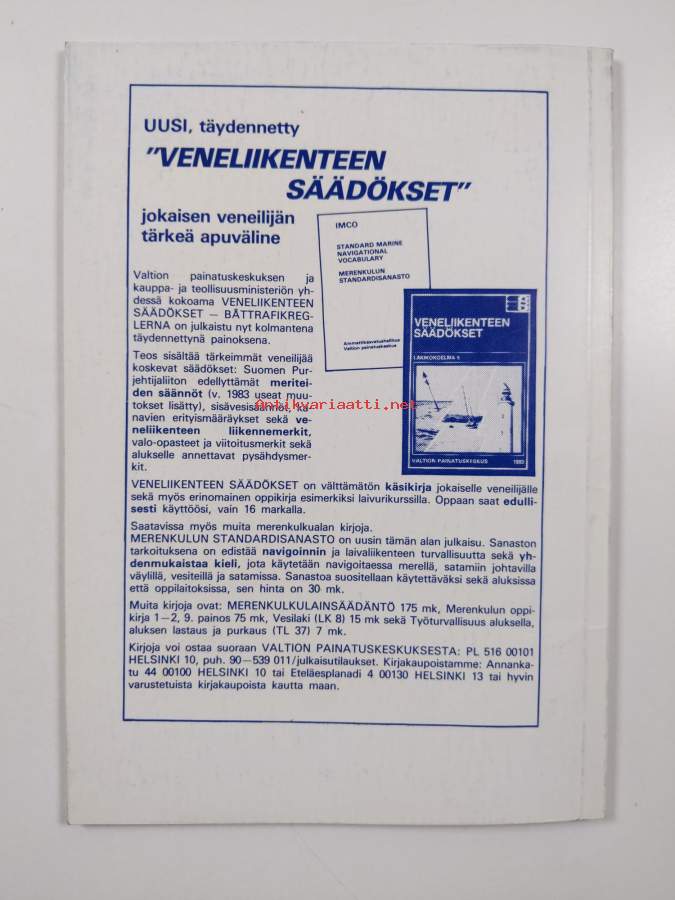 UUSI, täydennetty
"VENELIIKENTEEN
SÄÄDÖKSET"
jokaisen veneilijän
tärkeä apuväline
IMCO
STANDARD MARINE
NAVIGATIONAL
VOCABULARY
MERENKULUN
STANDARDISANASTO
Ammattikasvatushallitus
Valtion painatuskeskus
VENELIIKENTEEN
SÄÄDÖKSET
LAKIKOKOELMA
VALTION PAINATUSKESKUS 1983
Valtion painatuskeskuksen ja
kauppa- ja teollisuusministeriön yh-
dessä kokoama VENELIIKENTEEN
SÄÄDÖKSET – BÅTTRAFIKREG-
LERNA on julkaistu nyt kolmantena
täydennettynä painoksena.
Teos sisältää tärkeimmät veneilijää
koskevat säädökset: Suomen Pur-
jehtijaliiton edellyttämät meritei-
den säännöt (v. 1983 useat muu-
tokset lisätty), sisävesisäännöt, ka-
navien erityismääräykset sekä ve-
neliikenteen liikennemerkit,
valo-opasteet ja viitoitusmerkit sekä
alukselle annettavat pysähdysmer-
kit.
Antikvariaatti.net
VENELIIKENTEEN SÄÄDÖKSET on välttämätön käsikirja jokaiselle veneilijälle
sekä myös erinomainen oppikirja esimerkiksi laivurikurssilla. Oppaan saat edulli-
sesti käyttöösi, vain 16 markalla.
Saatavissa myös muita merenkulkualan kirjoja.
MERENKULUN STANDARDISANASTO on uusin tämän alan julkaisu. Sanaston
tarkoituksena on edistää navigoinnin ja laivaliikenteen turvallisuutta sekä yh-
denmukaistaa kieli, jota käytetään navigoitaessa merellä, satamiin johtavilla
väylillä, vesiteillä ja satamissa. Sanastoa suositellaan käytettäväksi sekä aluksissa
että oppilaitoksissa, sen hinta on 30 mk.
Muita kirjoja ovat: MERENKULKULAINSÄÄDÄNTÖ 175 mk, Merenkulun oppi-
kirja 1–2, 9. painos 75 mk, Vesilaki (LK 8) 15 mk sekä Työturvallisuus aluksella,
aluksen lastaus ja purkaus (TL 37) 7 mk.
Kirjoja voi ostaa suoraan VALTION PAINATUSKESKUKSESTA: PL 516 00101
HELSINKI 10, puh. 90–539 011/julkaisutilaukset. Kirjakaupoistamme: Annanka-
tu 44 00100 HELSINKI 10 tai Eteläesplanadi 4 00130 HELSINKI 13 tai hyvin
varustetuista kirjakaupoista kautta maan.